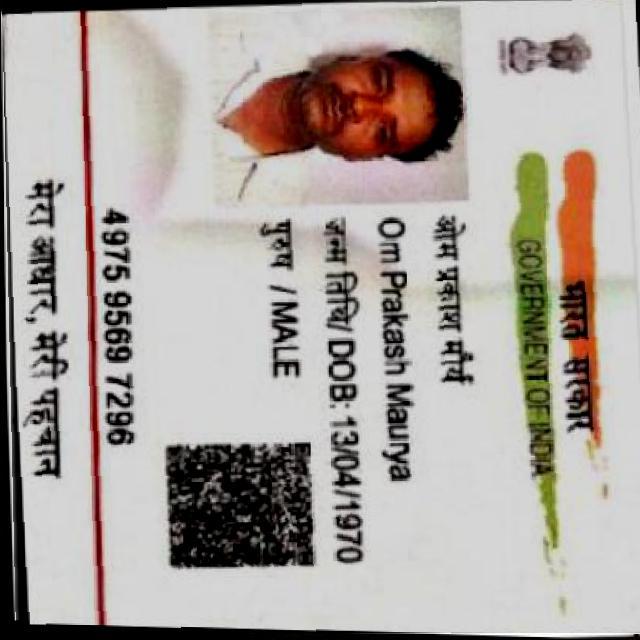 भारत सरकार
GOVERNMENT OF INDIA
ओम प्रकाश मौर्य
Om Prakash Maurya
जन्म तिथि/ DOB: 13/04/1970
पुरुष / MALE
4975 9569 7296
मेरा आधार, मेरी पहचान